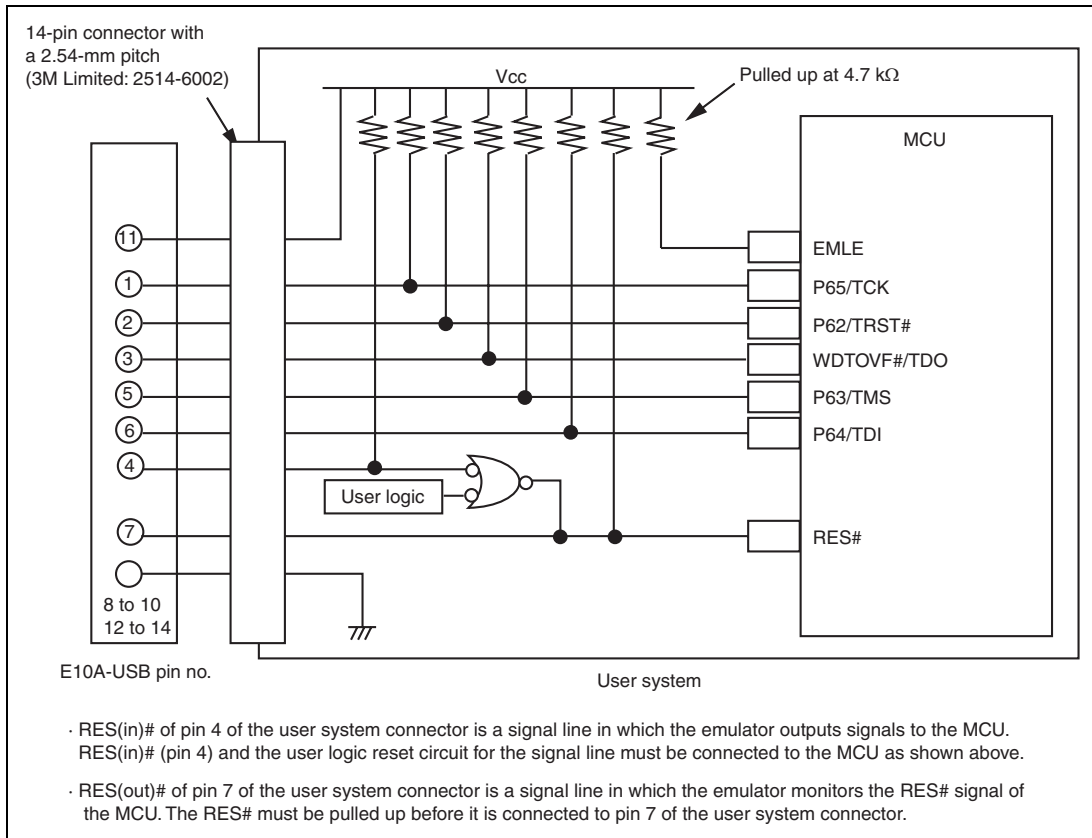 14-pin connector with
a 2.54-mm pitch
(3M Limited: 2514-6002)
Vcc
Pulled up at 4.7 kΩ
MCU
11
EMLE
1
P65/TCK
2
P62/TRST#
3
WDTOVF#/TDO
5
P63/TMS
6
P64/TDI
4
User logic
7
RES#
8 to 10
12 to 14
E10A-USB pin no.
User system
· RES(in)# of pin 4 of the user system connector is a signal line in which the emulator outputs signals to the MCU.
RES(in)# (pin 4) and the user logic reset circuit for the signal line must be connected to the MCU as shown above.
· RES(out)# of pin 7 of the user system connector is a signal line in which the emulator monitors the RES# signal of
the MCU. The RES# must be pulled up before it is connected to pin 7 of the user system connector.